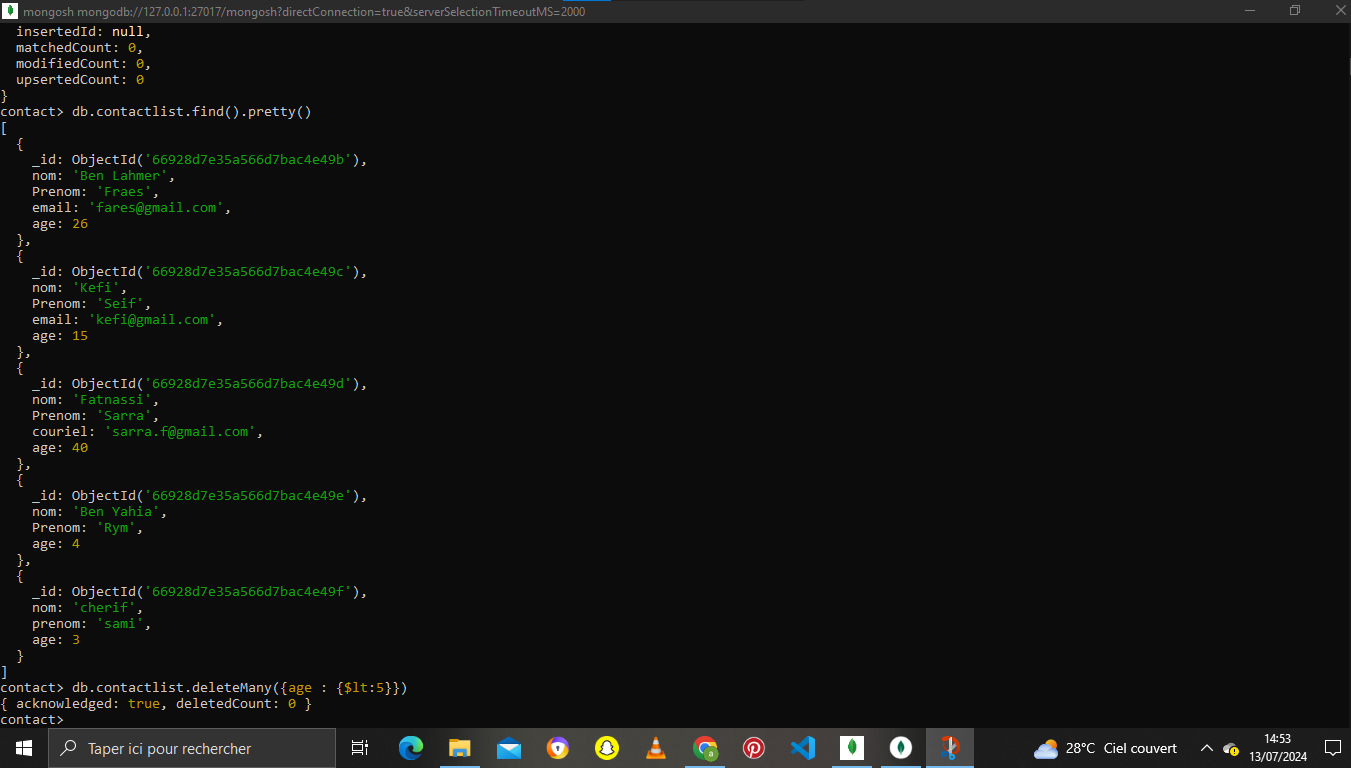 mongosh mongodb://127.0.0.1:27017/mongosh?directConnection=true&serverSelectionTimeoutMS=2000
  insertedId: null,
  matchedCount: 0,
  modifiedCount: 0,
  upsertedCount: 0
}
contact> db.contactlist.find().pretty()
[
  {
    _id: ObjectId('66928d7e35a566d7bac4e49b'),
    nom: 'Ben Lahmer',
    Prenom: 'Fraes',
    email: 'fares@gmail.com',
    age: 26
  },
  {
    _id: ObjectId('66928d7e35a566d7bac4e49c'),
    nom: 'Kefi',
    Prenom: 'Seif',
    email: 'kefi@gmail.com',
    age: 15
  },
  {
    _id: ObjectId('66928d7e35a566d7bac4e49d'),
    nom: 'Fatnassi',
    Prenom: 'Sarra',
    couriel: 'sarra.f@gmail.com',
    age: 40
  },
  {
    _id: ObjectId('66928d7e35a566d7bac4e49e'),
    nom: 'Ben Yahia',
    Prenom: 'Rym',
    age: 4
  },
  {
    _id: ObjectId('66928d7e35a566d7bac4e49f'),
    nom: 'cherif',
    prenom: 'sami',
    age: 3
  }
]
contact> db.contactlist.deleteMany({age : {$lt:5}})
{ acknowledged: true, deletedCount: 0 }
contact>
Taper ici pour rechercher
28°C Ciel couvert
14:53
13/07/2024